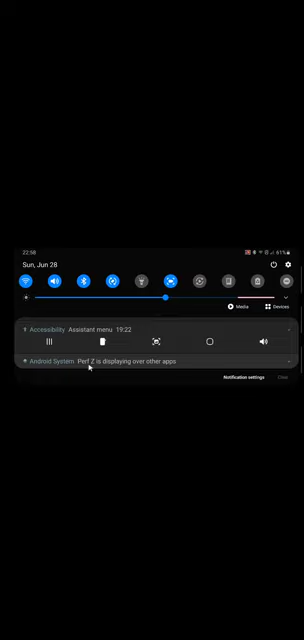 22:58
61%
Sun, Jun 28
Media
Devices
Accessibility Assistant menu 19:22
Android System Perf Z is displaying over other apps
Notification settings
Clear